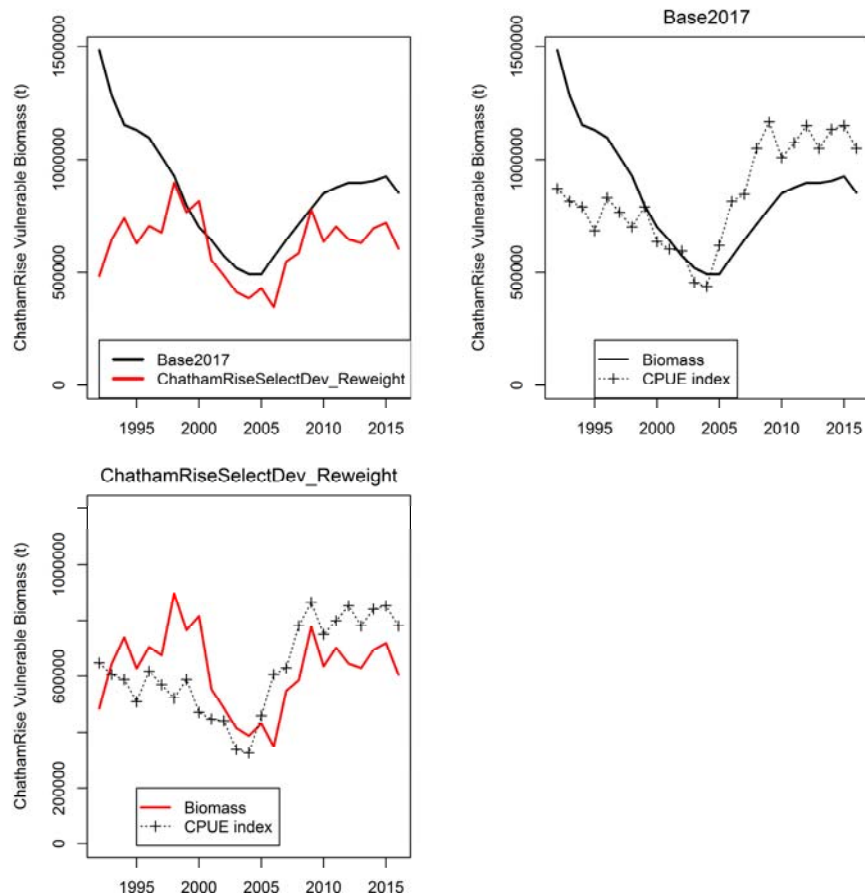 Base2017
ChathamRise Vulnerable Biomass (t)
1500000
1000000
500000
0
Base2017
ChathamRiseSelectDev_Reweight
1995 2000 2005 2010 2015
ChathamRise Vulnerable Biomass (t)
1500000
1000000
500000
0
Biomass
CPUE index
1995 2000 2005 2010 2015
ChathamRiseSelectDev_Reweight
ChathamRise Vulnerable Biomass (t)
1000000
600000
200000
0
Biomass
CPUE index
1995 2000 2005 2010 2015